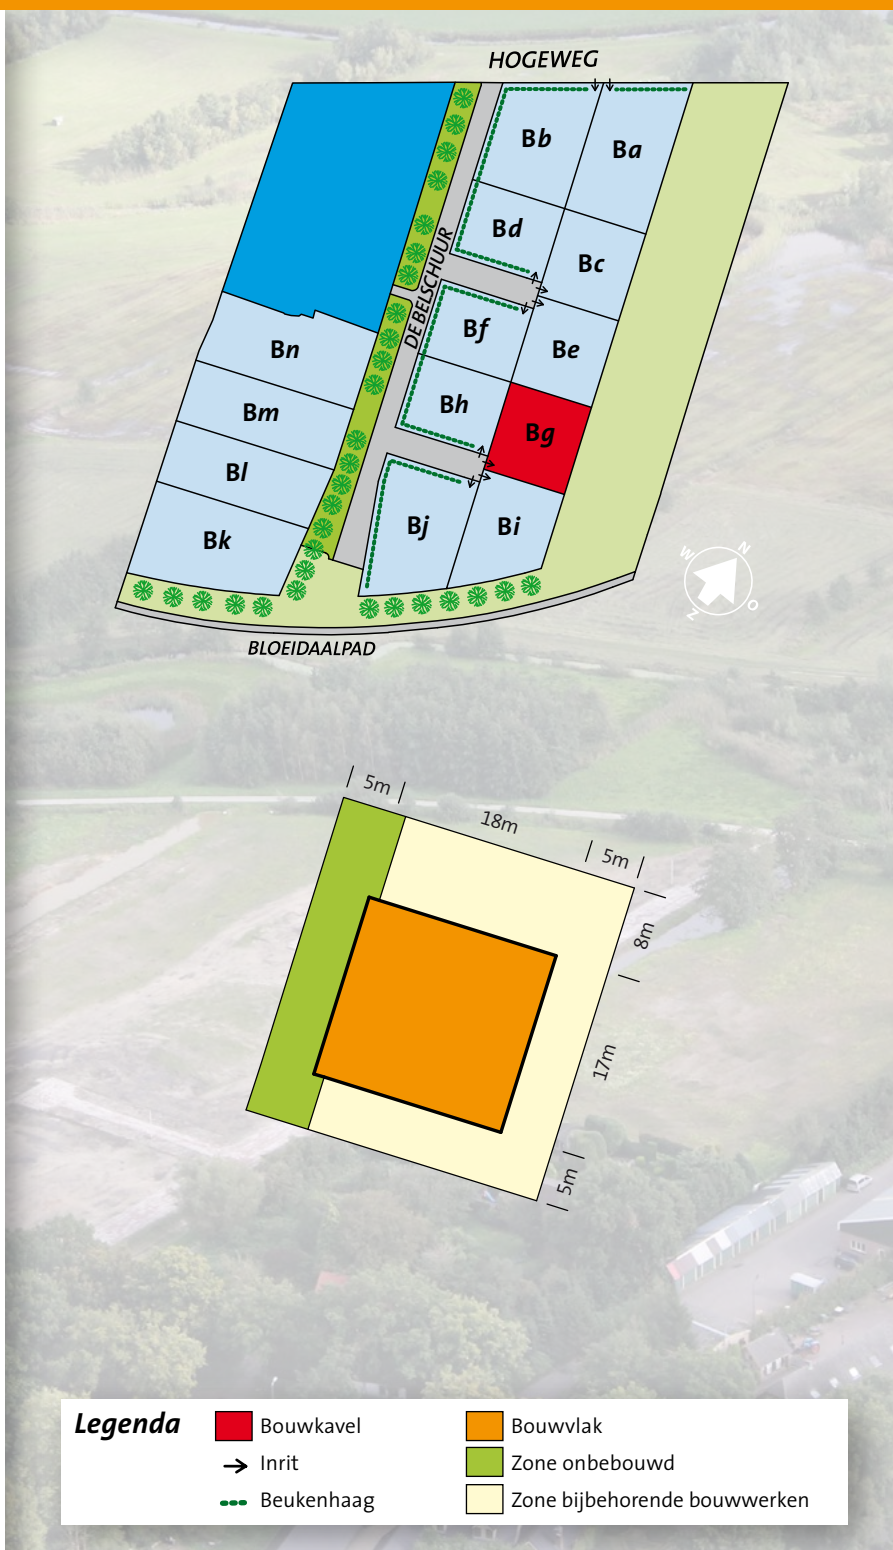 HOGEWEG
Bb
Ba
Bd
Bc
DE BELSCHUUR
Bf
Be
Bn
Bh
Bm
Bg
Bl
Bj
Bi
Bk
W
N
Z
O
BLOEIDAALPAD
5m
18m
5m
8m
17m
5m
Legenda
Bouwkavel
Bouwvlak
Inrit
Zone onbebouwd
Beukenhaag
Zone bijbehorende bouwwerken